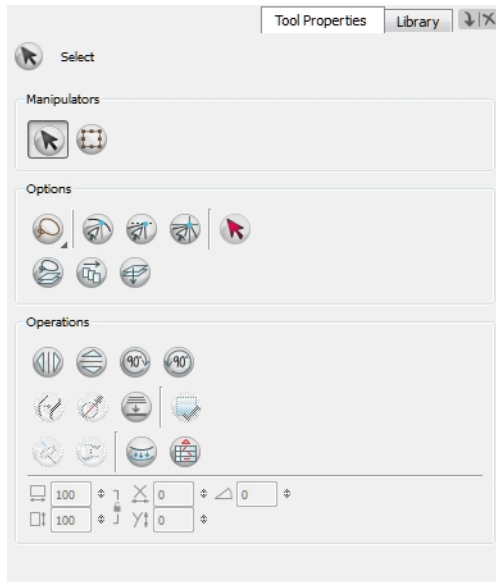 Tool Properties Library
Select
Manipulators
Options
Operations
90° 90°
100 X 0 0
100 Y 0